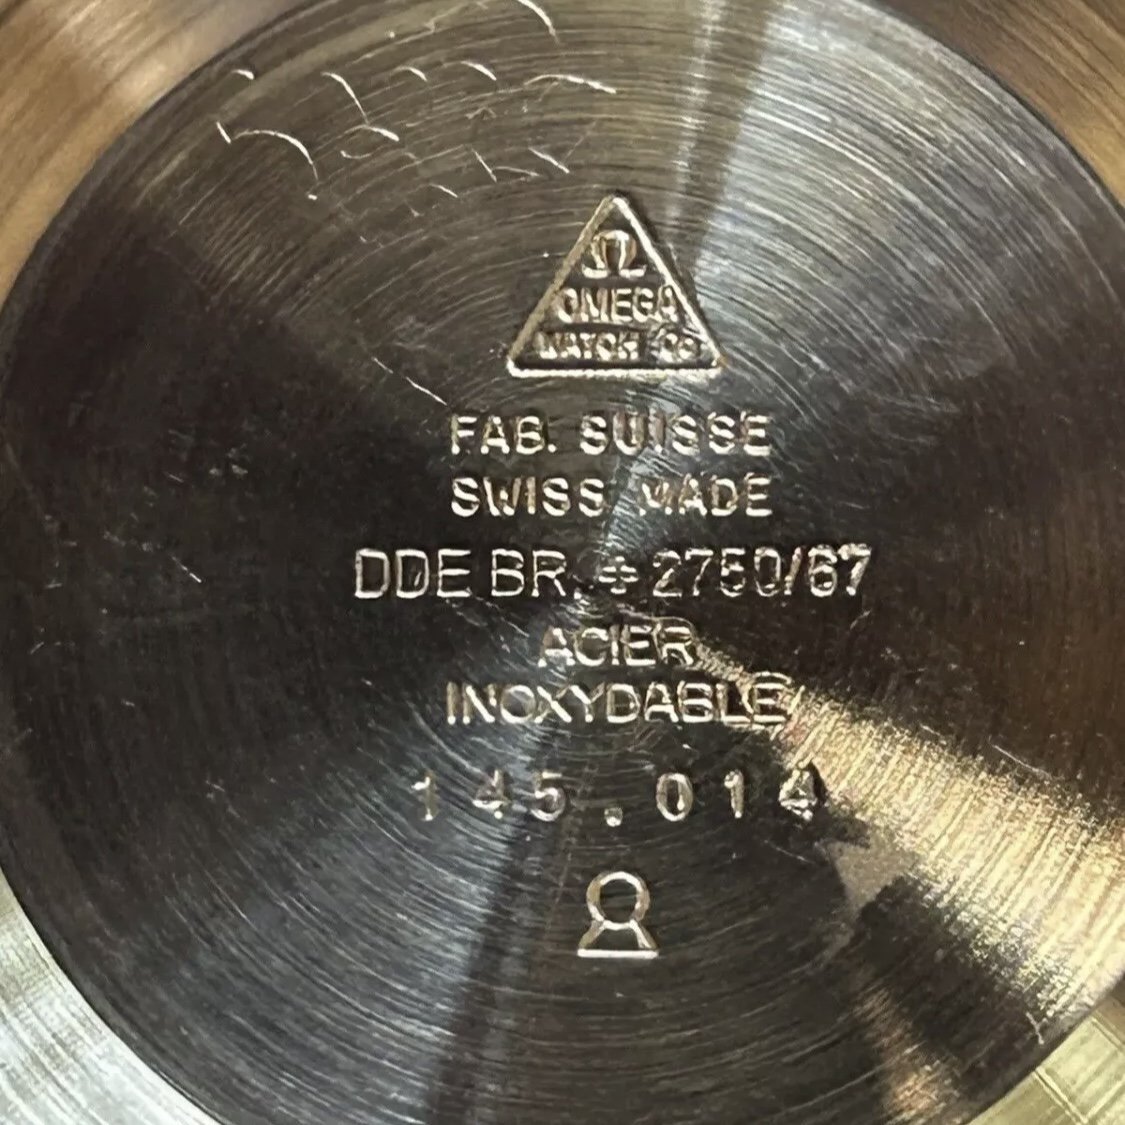 Ω
OMEGA
WATCH Co
FAB. SUISSE
SWISS MADE
DDE BR. + 2750/67
ACIER
INOXYDABLE
145.014